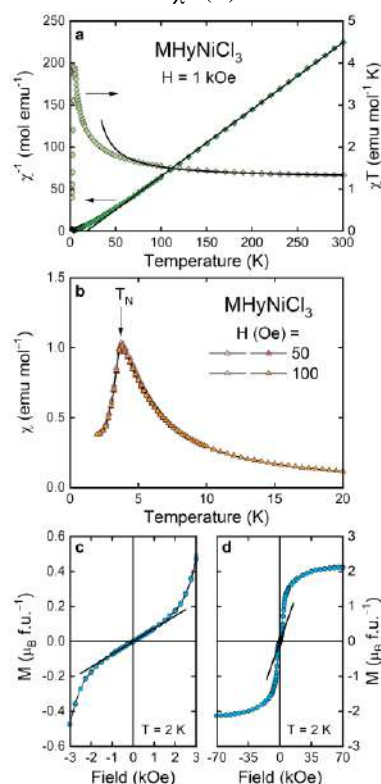 a
MHyNiCl₃
H = 1 kOe
χ⁻¹ (mol emu⁻¹)
250
200
150
100
50
0
χT (emu mol⁻¹ K)
5
4
3
2
1
0
0 50 100 150 200 250 300
Temperature (K)
b
T_N
MHyNiCl₃
H (Oe) =
50
100
χ (emu mol⁻¹)
1.5
1.0
0.5
0.0
0 5 10 15 20
Temperature (K)
c
M (μ_B f.u.⁻¹)
0.6
0.4
0.2
0.0
-0.2
-0.4
-0.6
T = 2 K
-3 -2 -1 0 1 2 3
Field (kOe)
d
M (μ_B f.u.⁻¹)
3
2
1
0
-1
-2
-3
T = 2 K
-70 -35 0 35 70
Field (kOe)